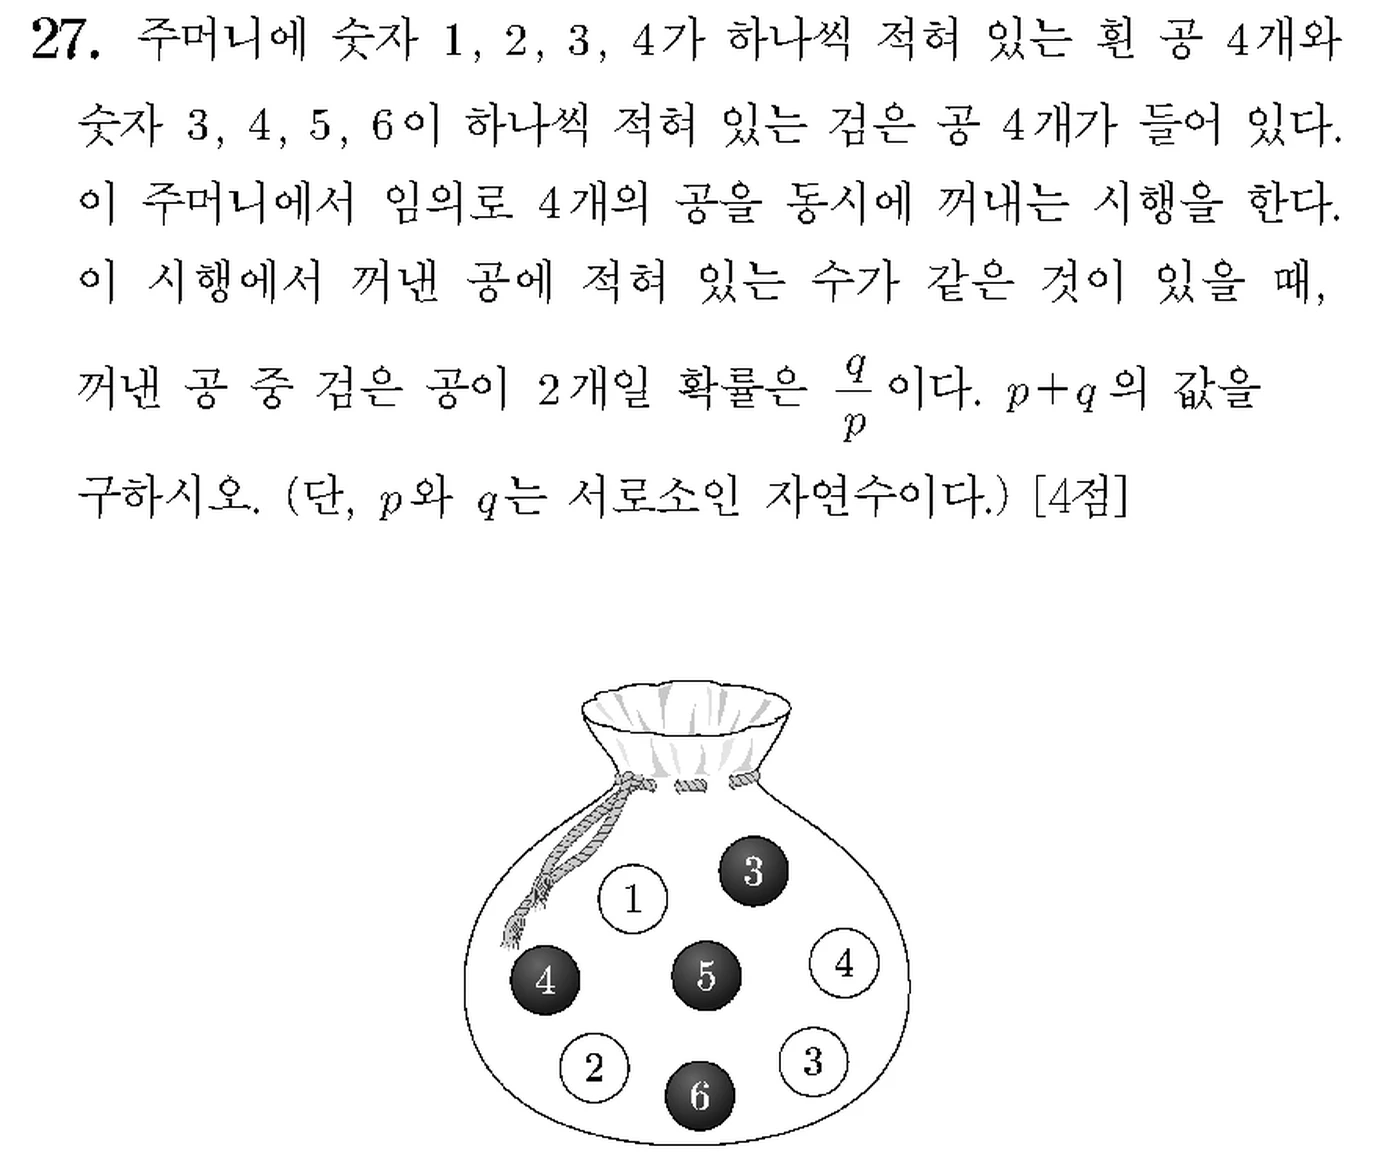 27. 주머니에 숫자 1, 2, 3, 4가 하나씩 적혀 있는 흰 공 4개와
숫자 3, 4, 5, 6이 하나씩 적혀 있는 검은 공 4개가 들어 있다.
이 주머니에서 임의로 4개의 공을 동시에 꺼내는 시행을 한다.
이 시행에서 꺼낸 공에 적혀 있는 수가 같은 것이 있을 때,
꺼낸 공 중 검은 공이 2개일 확률은 q/p 이다. p+q의 값을
구하시오. (단, p와 q는 서로소인 자연수이다.) [4점]
3
1
4
5
4
2
3
6